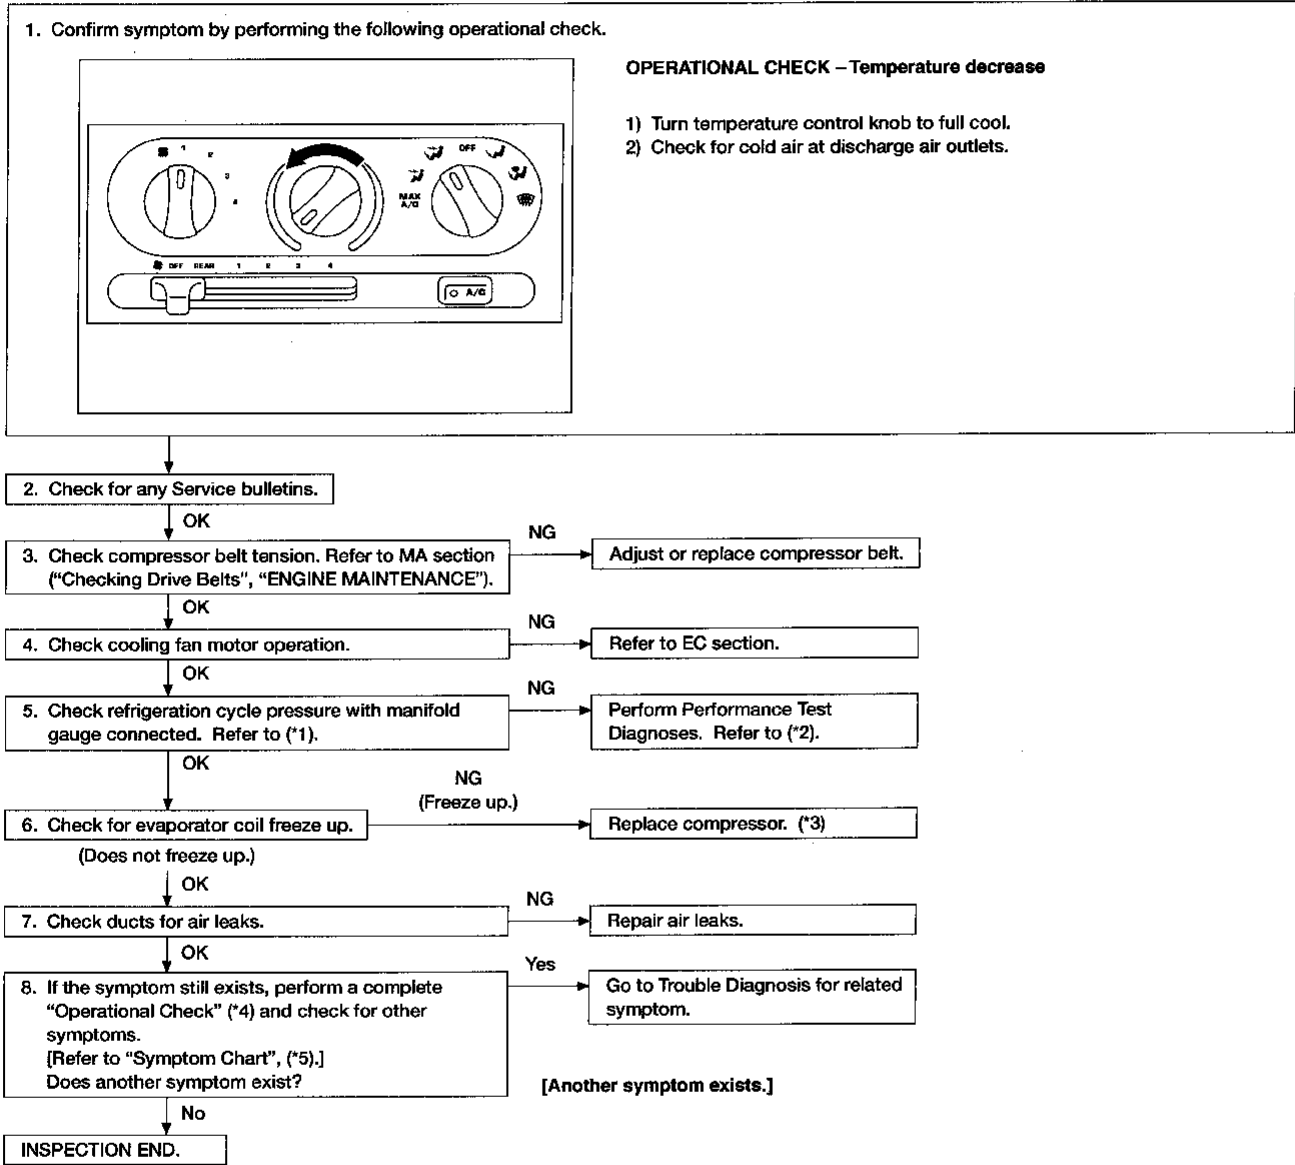 1. Confirm symptom by performing the following operational check.
OPERATIONAL CHECK – Temperature decrease
1) Turn temperature control knob to full cool.
2) Check for cold air at discharge air outlets.
1
2
3
4
OFF
MAX
A/C
OFF REAR 1 2 3 4
A/C
2. Check for any Service bulletins.
OK
3. Check compressor belt tension. Refer to MA section
("Checking Drive Belts", "ENGINE MAINTENANCE").
NG
Adjust or replace compressor belt.
OK
4. Check cooling fan motor operation.
NG
Refer to EC section.
OK
5. Check refrigeration cycle pressure with manifold
gauge connected. Refer to (*1).
NG
Perform Performance Test
Diagnoses. Refer to (*2).
OK
6. Check for evaporator coil freeze up.
NG
(Freeze up.)
Replace compressor. (*3)
(Does not freeze up.)
OK
7. Check ducts for air leaks.
NG
Repair air leaks.
OK
8. If the symptom still exists, perform a complete
"Operational Check" (*4) and check for other
symptoms.
[Refer to "Symptom Chart", (*5).]
Does another symptom exist?
Yes
Go to Trouble Diagnosis for related
symptom.
[Another symptom exists.]
No
INSPECTION END.